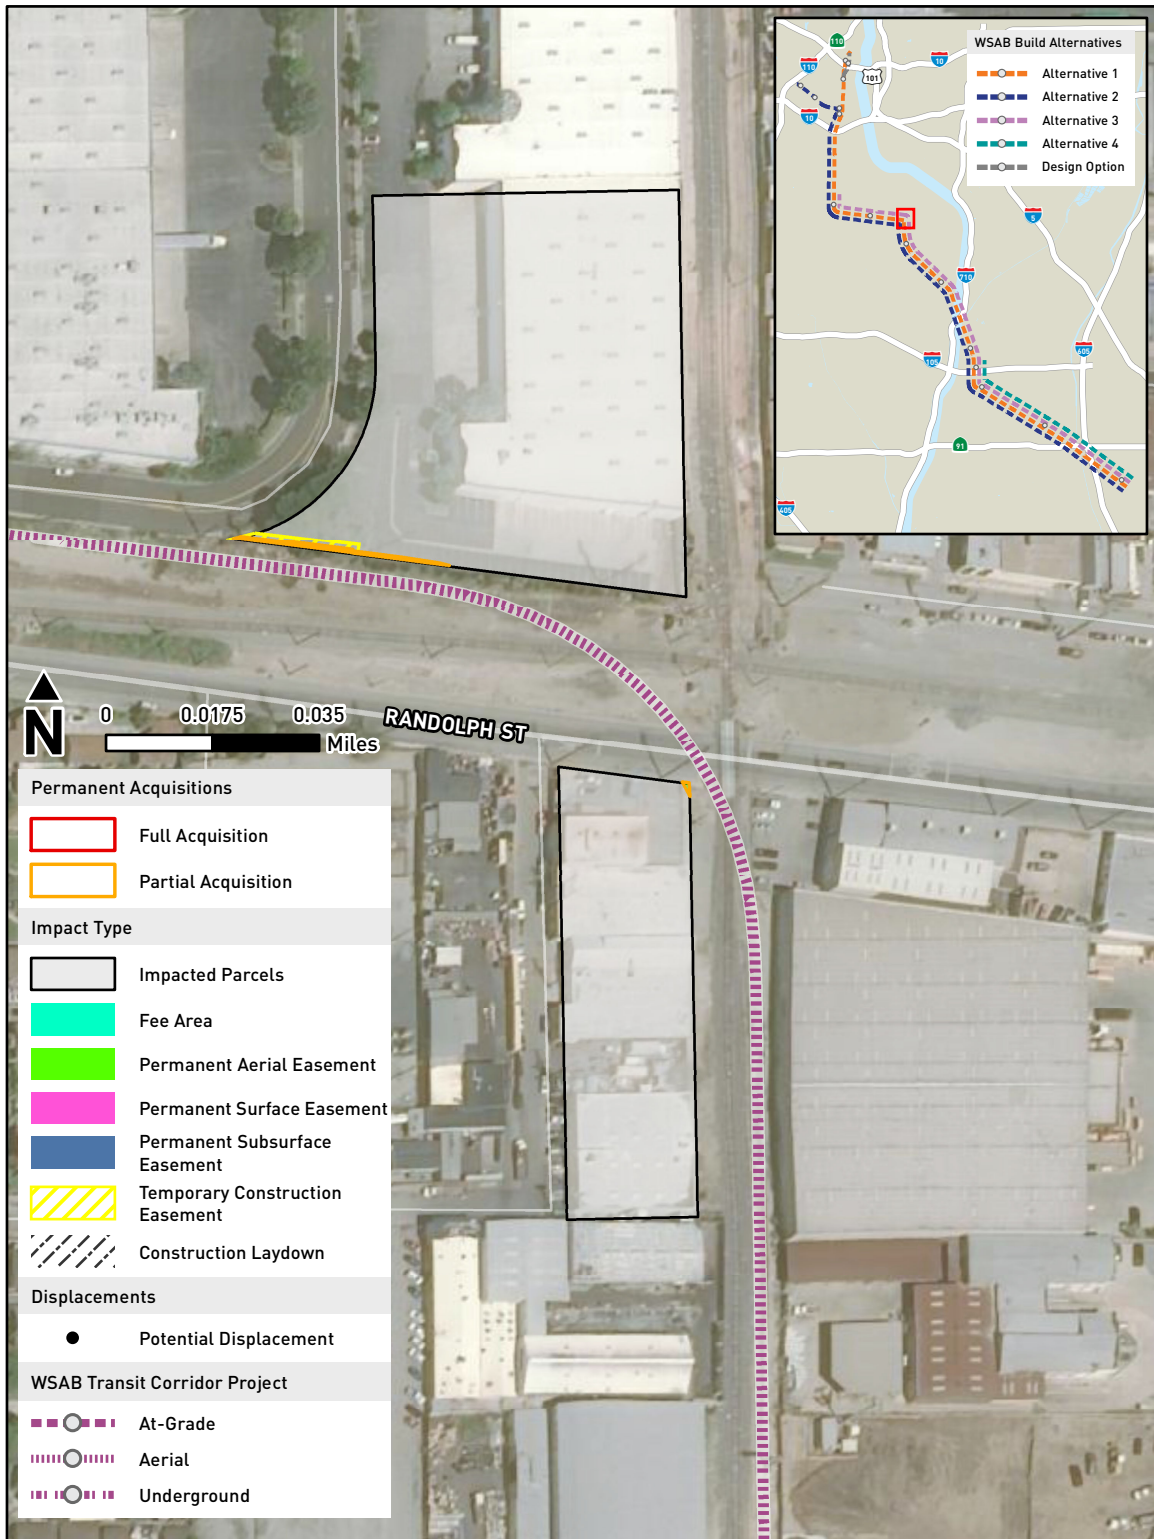 WSAB Build Alternatives
Alternative 1
Alternative 2
Alternative 3
Alternative 4
Design Option
110
110
101
10
10
5
710
105
605
91
405
RANDOLPH ST
N
0 0.0175 0.035
Miles
Permanent Acquisitions
Full Acquisition
Partial Acquisition
Impact Type
Impacted Parcels
Fee Area
Permanent Aerial Easement
Permanent Surface Easement
Permanent Subsurface
Easement
Temporary Construction
Easement
Construction Laydown
Displacements
Potential Displacement
WSAB Transit Corridor Project
At-Grade
Aerial
Underground